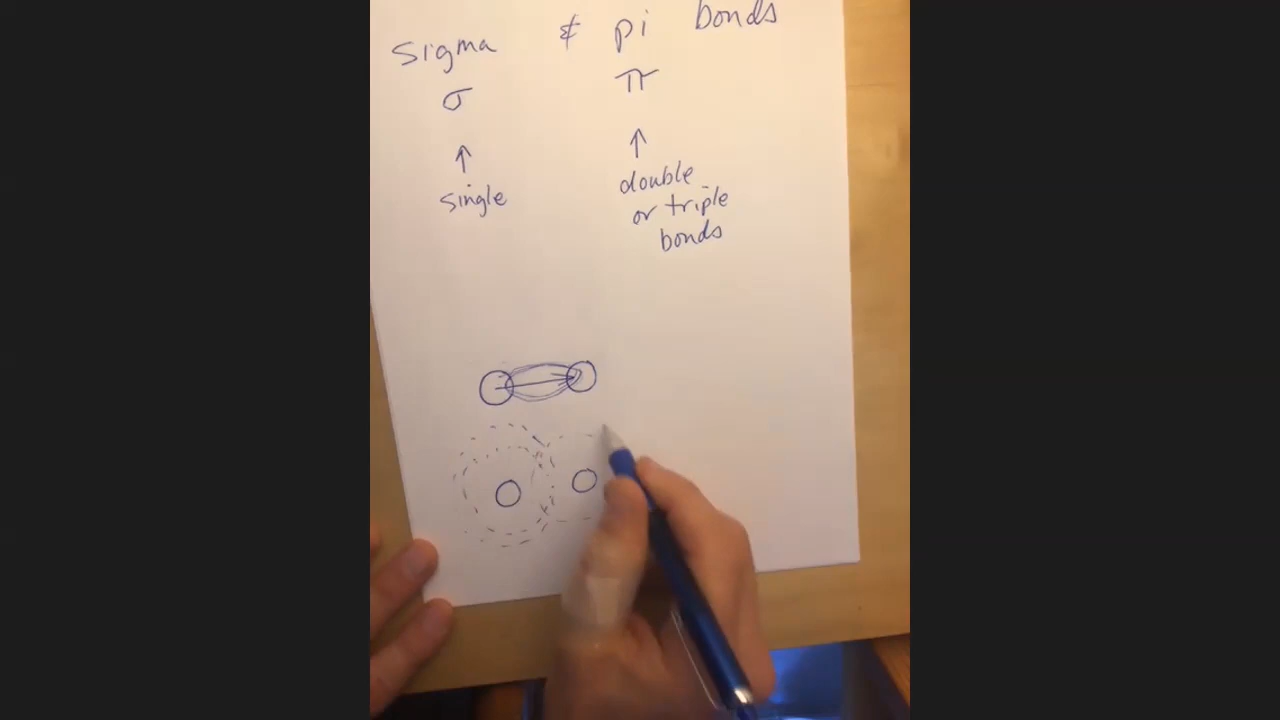 sigma & pi bonds
σ π
↑ ↑
single double
or triple
bonds